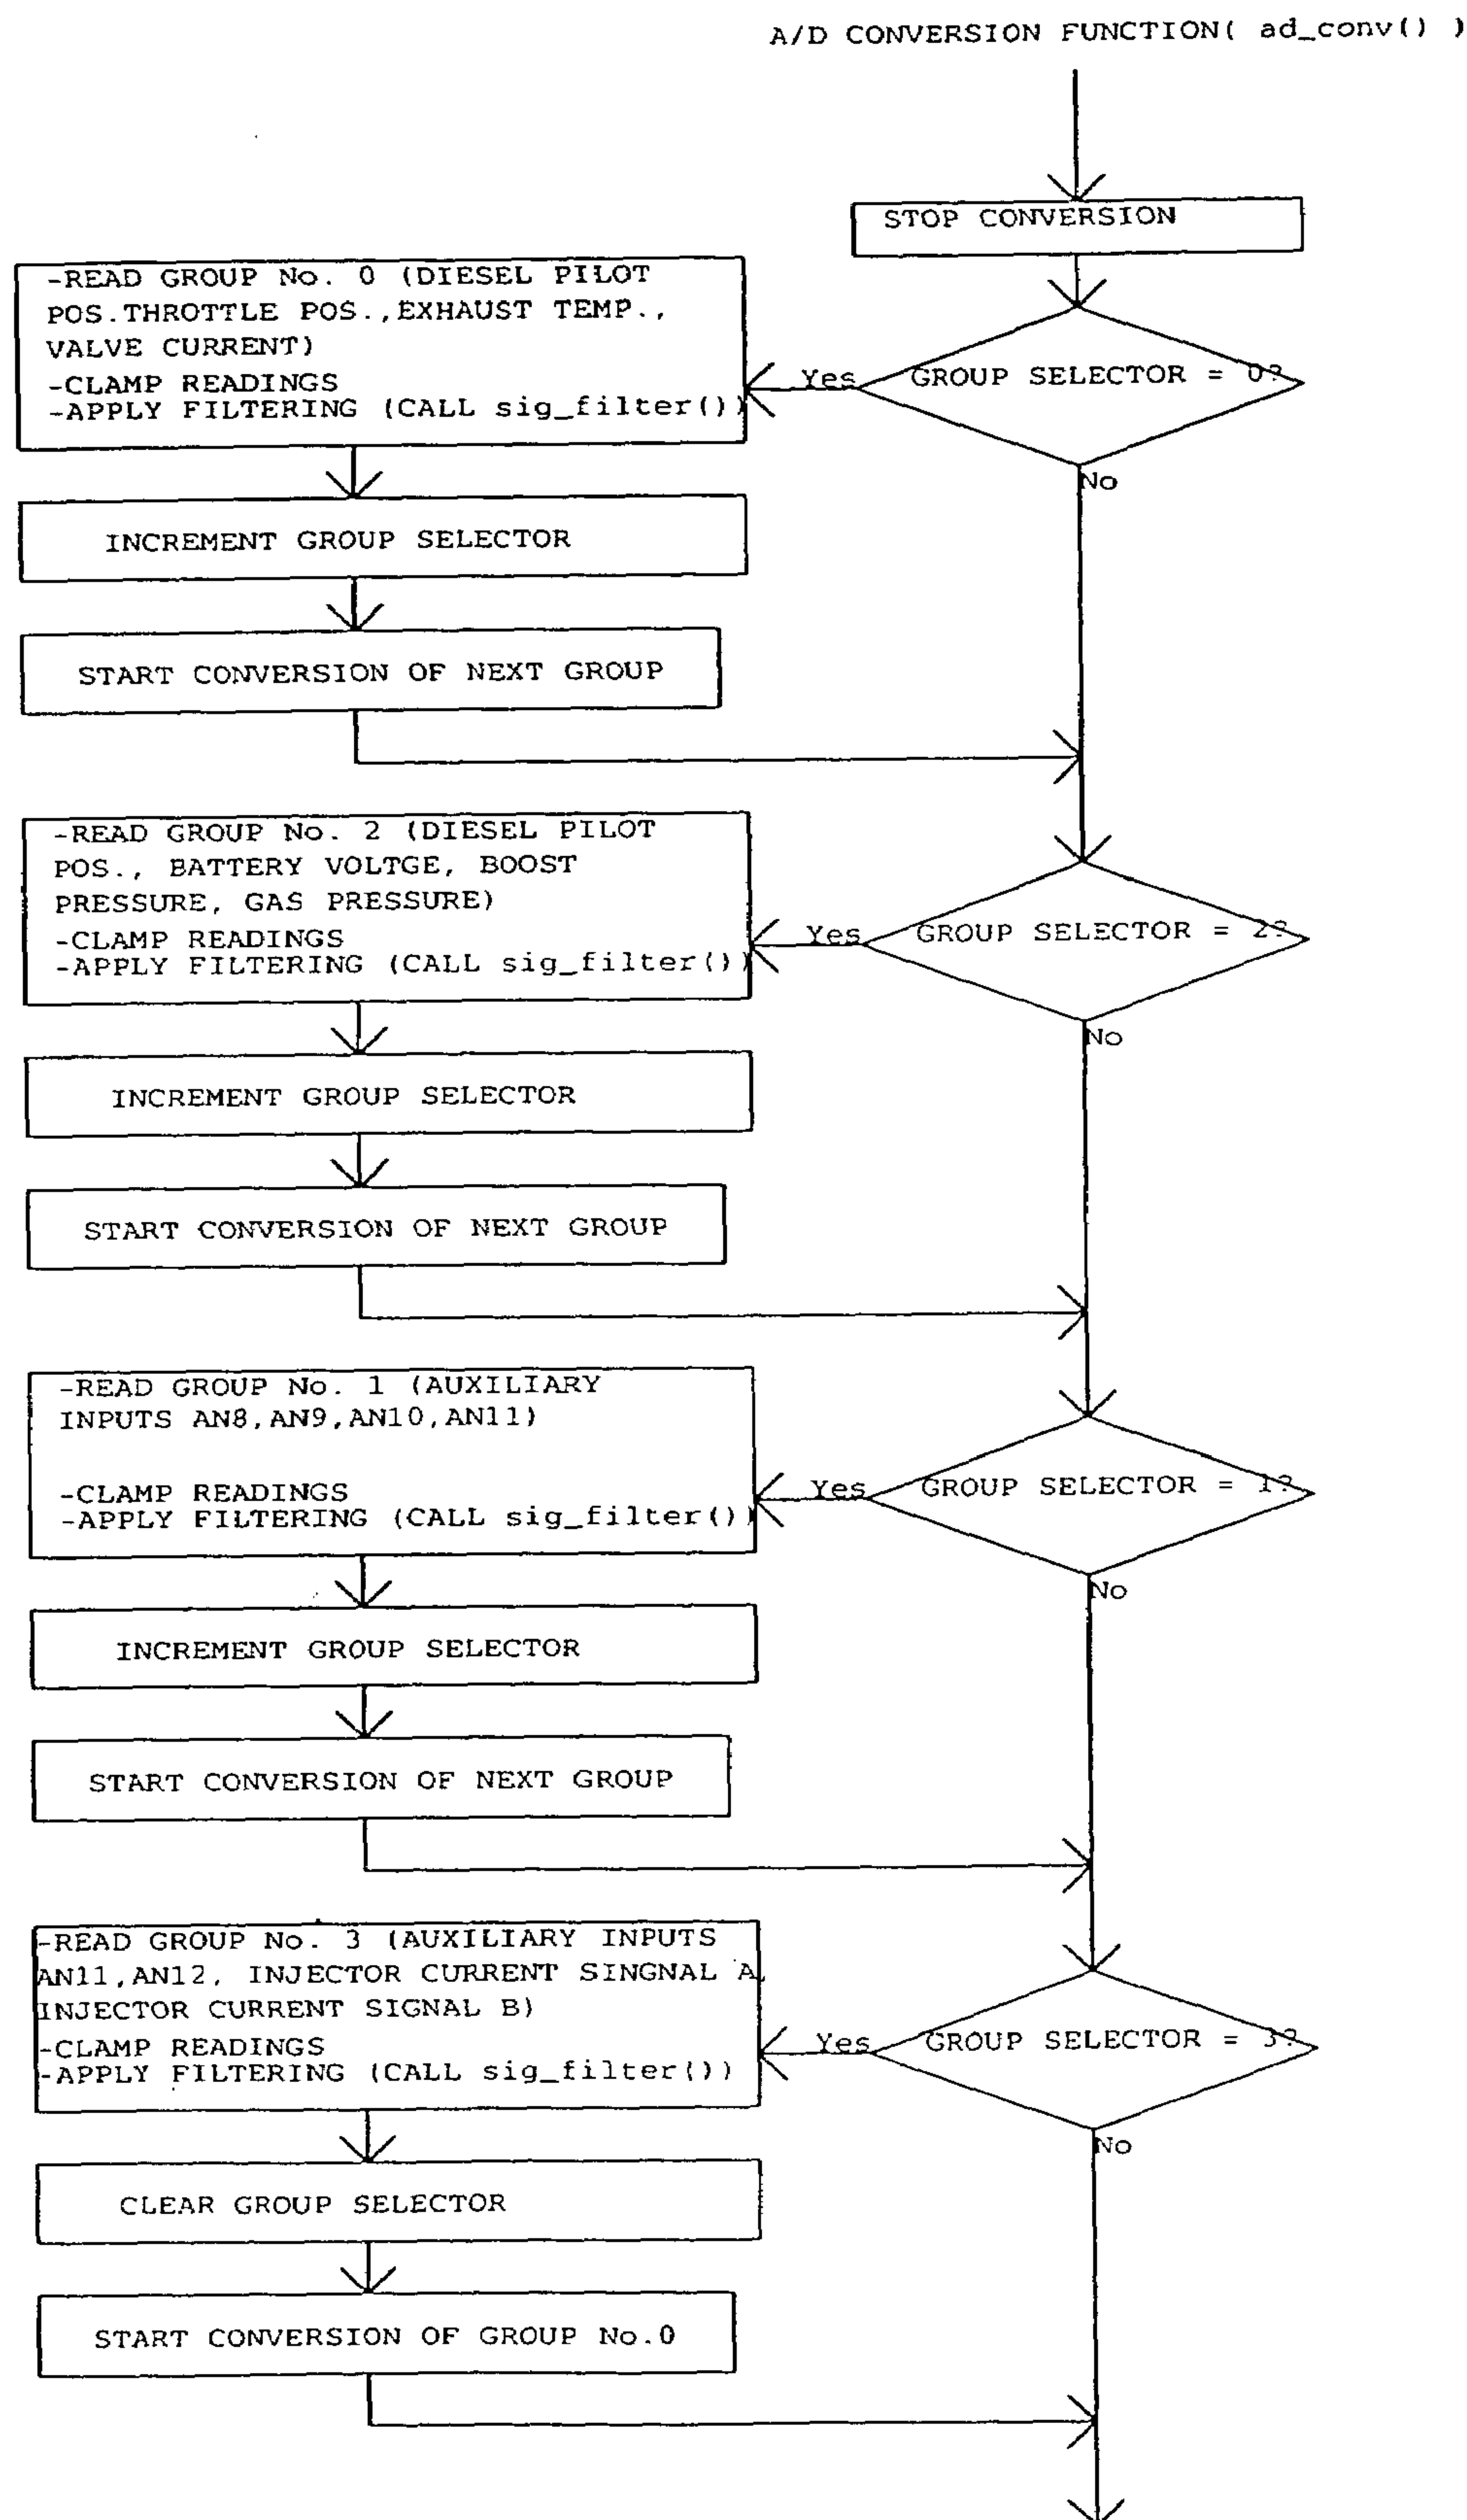 A/D CONVERSION FUNCTION( ad_conv() )
STOP CONVERSION
GROUP SELECTOR = 0?
Yes
No
-READ GROUP No. 0 (DIESEL PILOT
POS.THROTTLE POS.,EXHAUST TEMP.,
VALVE CURRENT)
-CLAMP READINGS
-APPLY FILTERING (CALL sig_filter())
INCREMENT GROUP SELECTOR
START CONVERSION OF NEXT GROUP
GROUP SELECTOR = 2?
Yes
No
-READ GROUP No. 2 (DIESEL PILOT
POS., BATTERY VOLTGE, BOOST
PRESSURE, GAS PRESSURE)
-CLAMP READINGS
-APPLY FILTERING (CALL sig_filter())
INCREMENT GROUP SELECTOR
START CONVERSION OF NEXT GROUP
GROUP SELECTOR = 1?
Yes
No
-READ GROUP No. 1 (AUXILIARY
INPUTS AN8,AN9,AN10,AN11)
-CLAMP READINGS
-APPLY FILTERING (CALL sig_filter())
INCREMENT GROUP SELECTOR
START CONVERSION OF NEXT GROUP
GROUP SELECTOR = 3?
Yes
No
-READ GROUP No. 3 (AUXILIARY INPUTS
AN11,AN12, INJECTOR CURRENT SINGNAL A,
INJECTOR CURRENT SIGNAL B)
-CLAMP READINGS
-APPLY FILTERING (CALL sig_filter())
CLEAR GROUP SELECTOR
START CONVERSION OF GROUP No.0